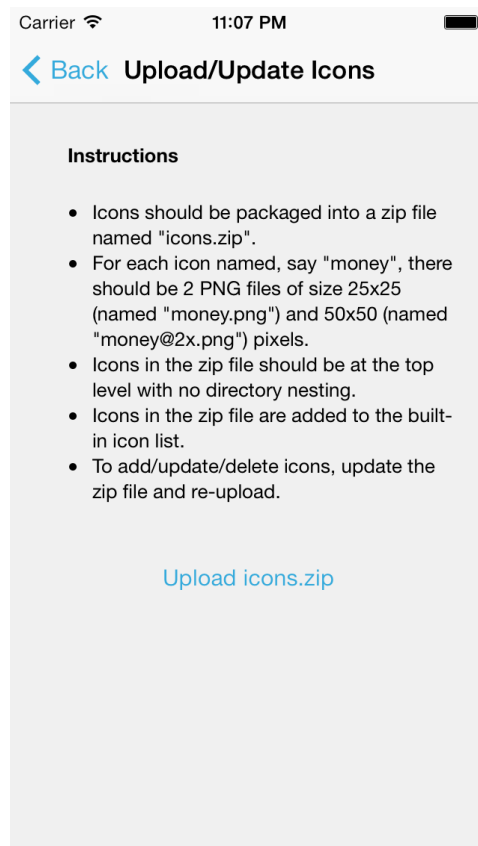 Carrier 11:07 PM
Back Upload/Update Icons
Instructions
• Icons should be packaged into a zip file
named "icons.zip".
• For each icon named, say "money", there
should be 2 PNG files of size 25x25
(named "money.png") and 50x50 (named
"money@2x.png") pixels.
• Icons in the zip file should be at the top
level with no directory nesting.
• Icons in the zip file are added to the built-
in icon list.
• To add/update/delete icons, update the
zip file and re-upload.
Upload icons.zip